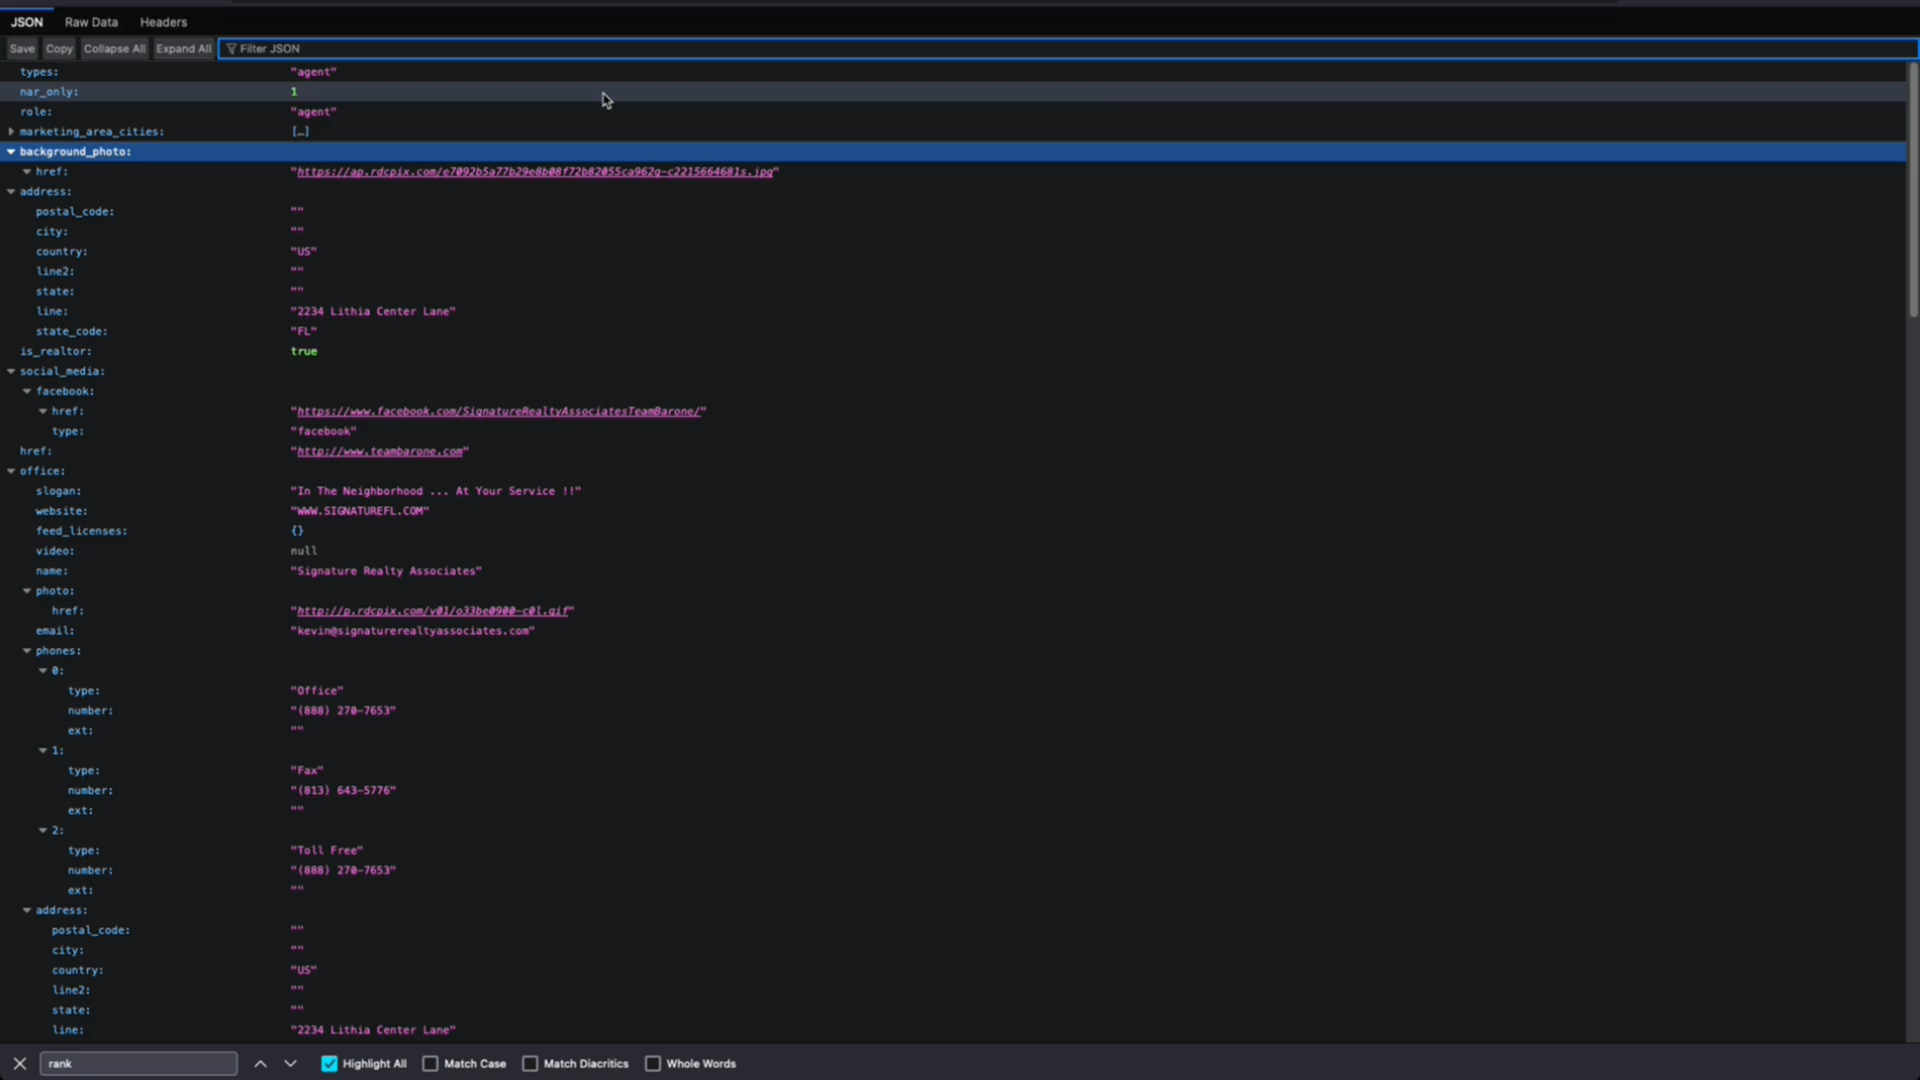 JSON Raw Data Headers
Save Copy Collapse All Expand All Filter JSON
types: "agent"
nar_only: 1
role: "agent"
marketing_area_cities: […]
background_photo:
href: "https://ap.rdcpix.com/e7092b5a77b29e8b08f72b82055ca962g-c2215664681s.jpg"
address:
postal_code: ""
city: ""
country: "US"
line2: ""
state: ""
line: "2234 Lithia Center Lane"
state_code: "FL"
is_realtor: true
social_media:
facebook:
href: "https://www.facebook.com/SignatureRealtyAssociatesTeamBarone/"
type: "facebook"
href: "http://www.teambarone.com"
office:
slogan: "In The Neighborhood ... At Your Service !!"
website: "WWW.SIGNATUREFL.COM"
feed_licenses: {}
video: null
name: "Signature Realty Associates"
photo:
href: "http://p.rdcpix.com/v01/o33be0900-c0l.gif"
email: "kevin@signaturerealtyassociates.com"
phones:
0:
type: "Office"
number: "(888) 270-7653"
ext: ""
1:
type: "Fax"
number: "(813) 643-5776"
ext: ""
2:
type: "Toll Free"
number: "(888) 270-7653"
ext: ""
address:
postal_code: ""
city: ""
country: "US"
line2: ""
state: ""
line: "2234 Lithia Center Lane"
rank Highlight All Match Case Match Diacritics Whole Words